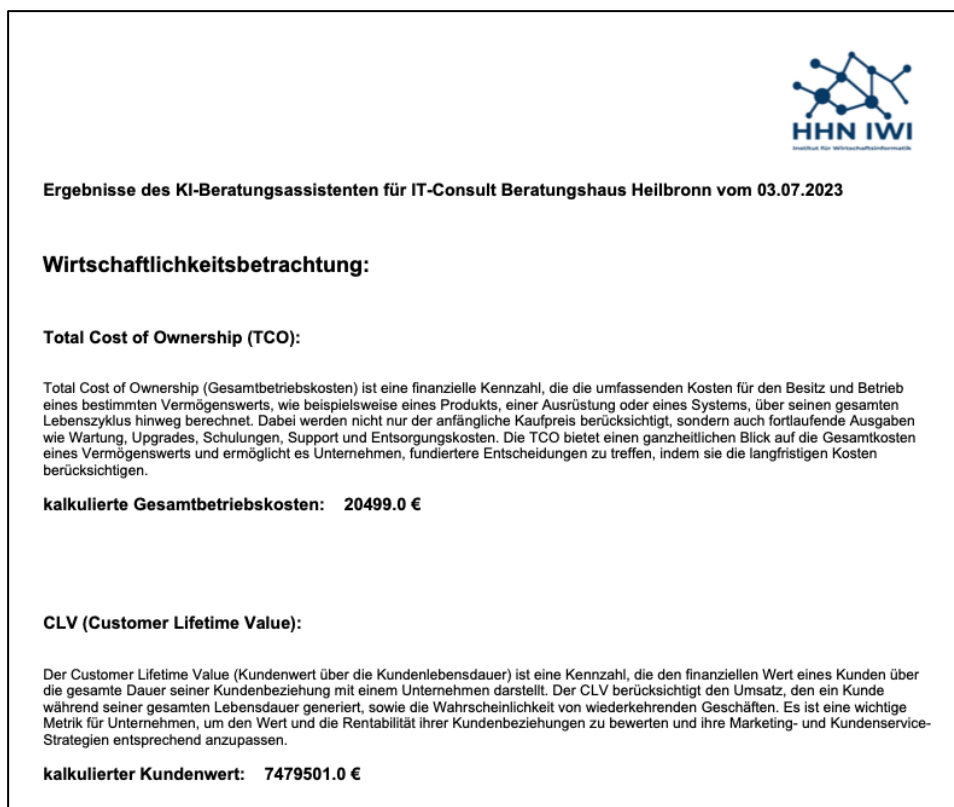 HHN IWI
Institut für Wirtschaftsinformatik
Ergebnisse des KI-Beratungsassistenten für IT-Consult Beratungshaus Heilbronn vom 03.07.2023
Wirtschaftlichkeitsbetrachtung:
Total Cost of Ownership (TCO):
Total Cost of Ownership (Gesamtbetriebskosten) ist eine finanzielle Kennzahl, die die umfassenden Kosten für den Besitz und Betrieb
eines bestimmten Vermögenswerts, wie beispielsweise eines Produkts, einer Ausrüstung oder eines Systems, über seinen gesamten
Lebenszyklus hinweg berechnet. Dabei werden nicht nur der anfängliche Kaufpreis berücksichtigt, sondern auch fortlaufende Ausgaben
wie Wartung, Upgrades, Schulungen, Support und Entsorgungskosten. Die TCO bietet einen ganzheitlichen Blick auf die Gesamtkosten
eines Vermögenswerts und ermöglicht es Unternehmen, fundiertere Entscheidungen zu treffen, indem sie die langfristigen Kosten
berücksichtigen.
kalkulierte Gesamtbetriebskosten: 20499.0 €
CLV (Customer Lifetime Value):
Der Customer Lifetime Value (Kundenwert über die Kundenlebensdauer) ist eine Kennzahl, die den finanziellen Wert eines Kunden über
die gesamte Dauer seiner Kundenbeziehung mit einem Unternehmen darstellt. Der CLV berücksichtigt den Umsatz, den ein Kunde
während seiner gesamten Lebensdauer generiert, sowie die Wahrscheinlichkeit von wiederkehrenden Geschäften. Es ist eine wichtige
Metrik für Unternehmen, um den Wert und die Rentabilität ihrer Kundenbeziehungen zu bewerten und ihre Marketing- und Kundenservice-
Strategien entsprechend anzupassen.
kalkulierter Kundenwert: 7479501.0 €